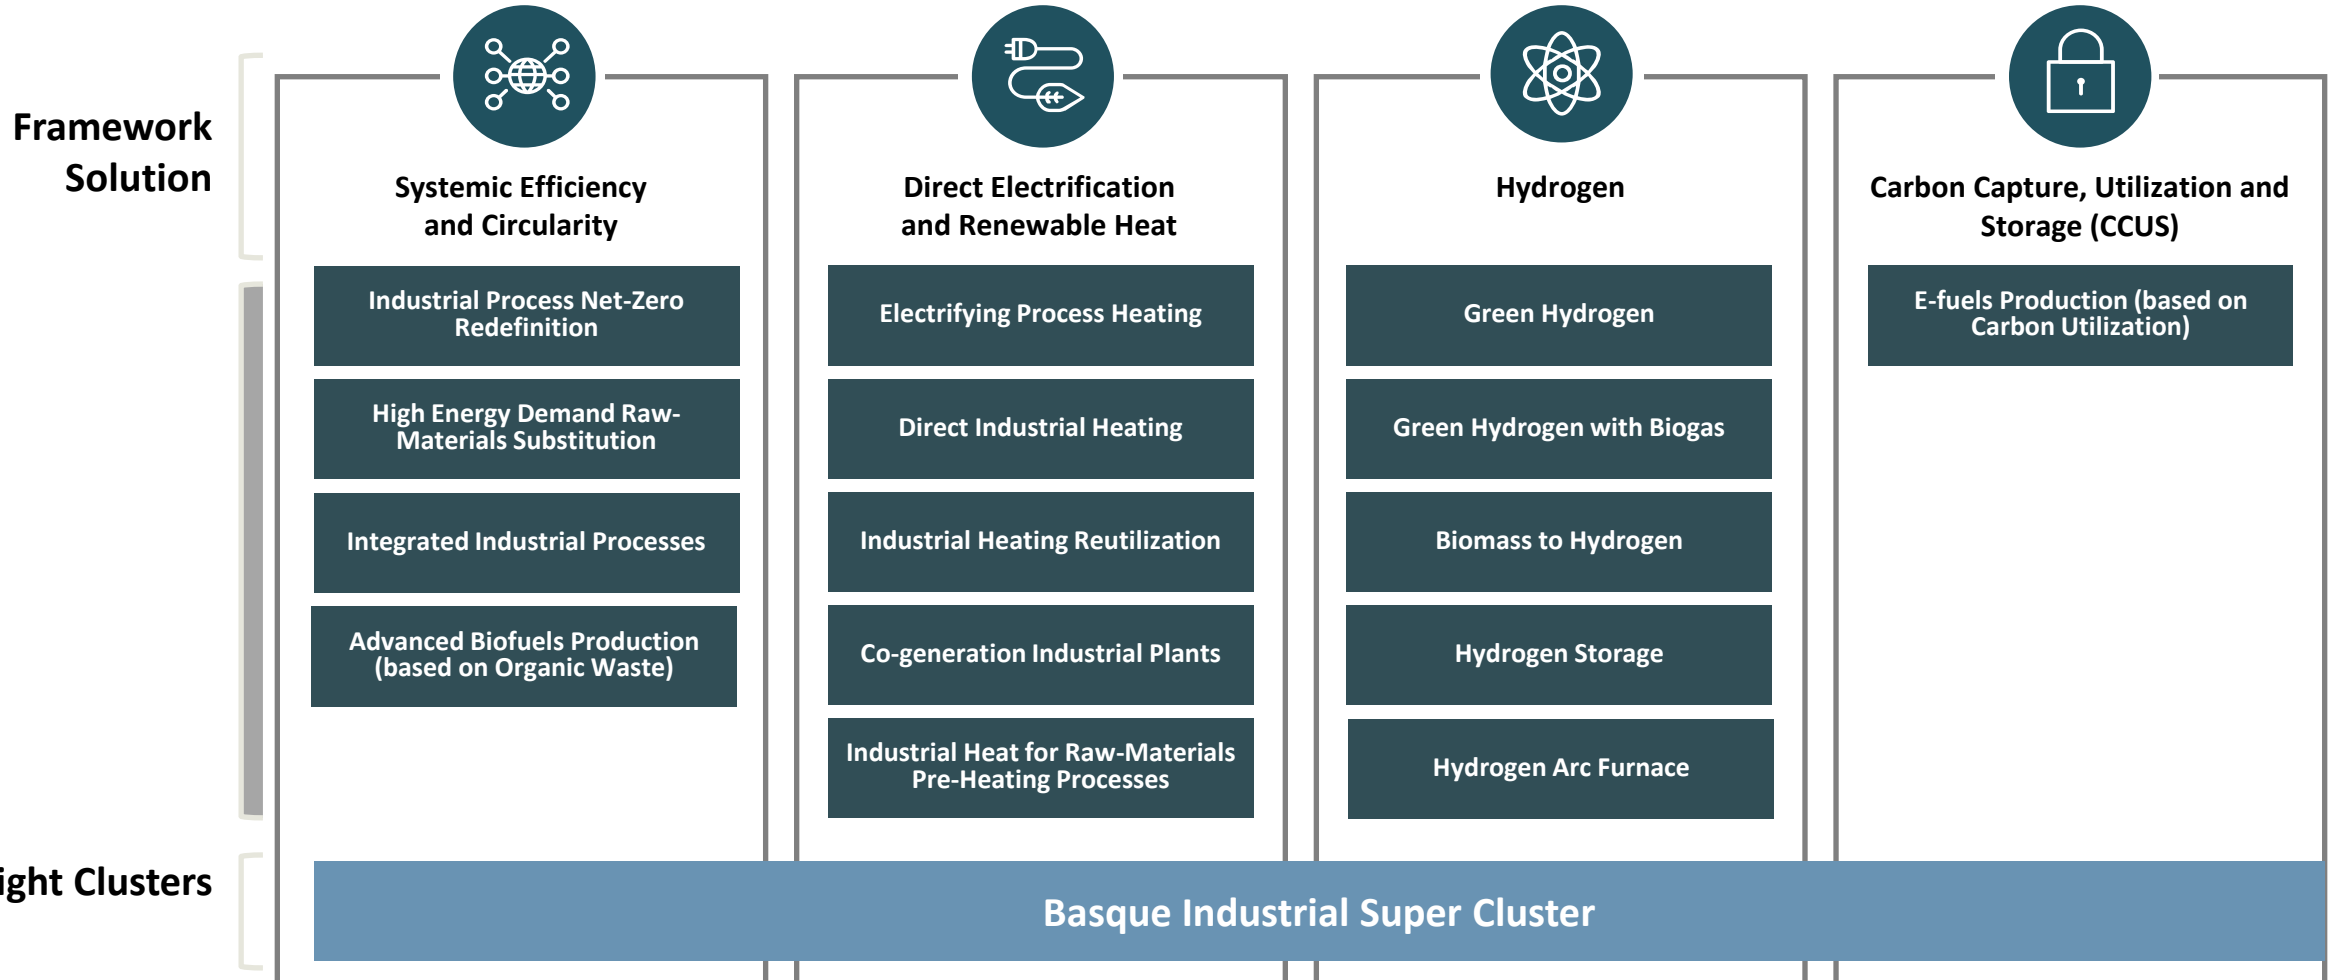 Framework
Solution
Systemic Efficiency
and Circularity
Direct Electrification
and Renewable Heat
Hydrogen
Carbon Capture, Utilization and
Storage (CCUS)
Industrial Process Net-Zero
Redefinition
High Energy Demand Raw-
Materials Substitution
Integrated Industrial Processes
Advanced Biofuels Production
(based on Organic Waste)
Electrifying Process Heating
Direct Industrial Heating
Industrial Heating Reutilization
Co-generation Industrial Plants
Industrial Heat for Raw-Materials
Pre-Heating Processes
Green Hydrogen
Green Hydrogen with Biogas
Biomass to Hydrogen
Hydrogen Storage
Hydrogen Arc Furnace
E-fuels Production (based on
Carbon Utilization)
ight Clusters
Basque Industrial Super Cluster